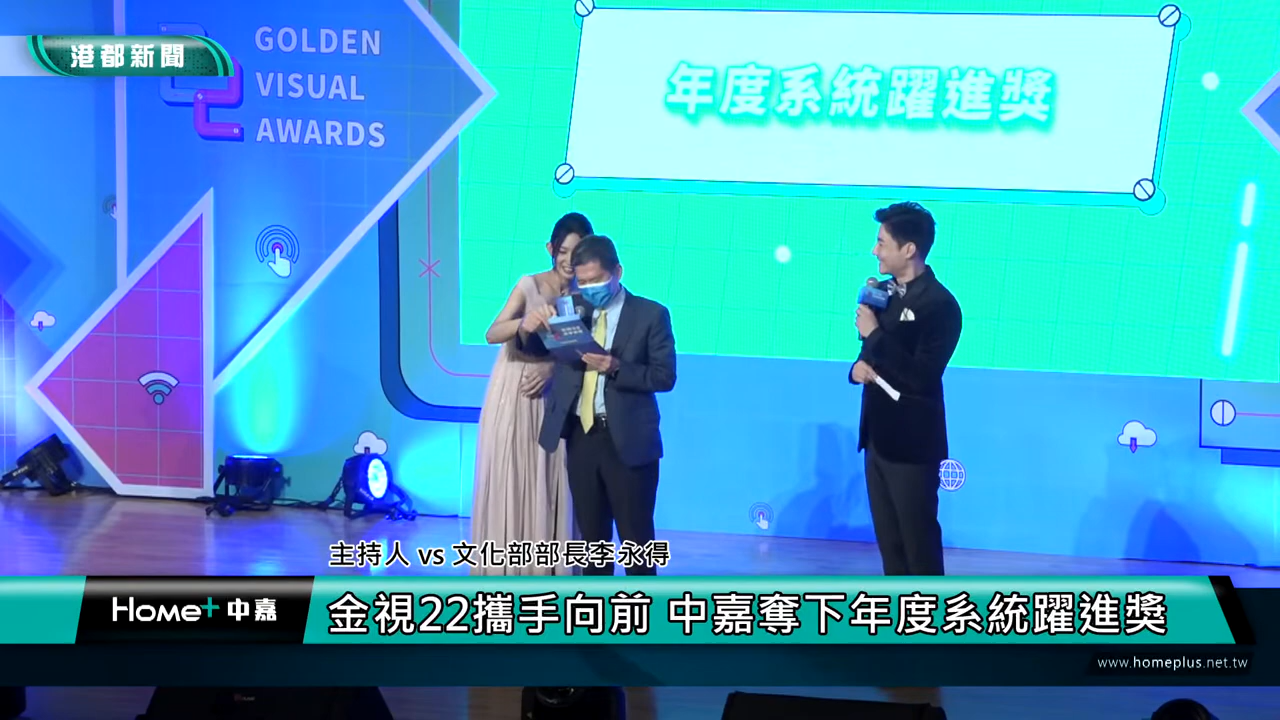 港都新聞
GOLDEN
VISUAL
AWARDS
年度系統躍進獎
主持人 vs 文化部部長李永得
Home+ 中嘉
金視22攜手向前 中嘉奪下年度系統躍進獎
www.homeplus.net.tw